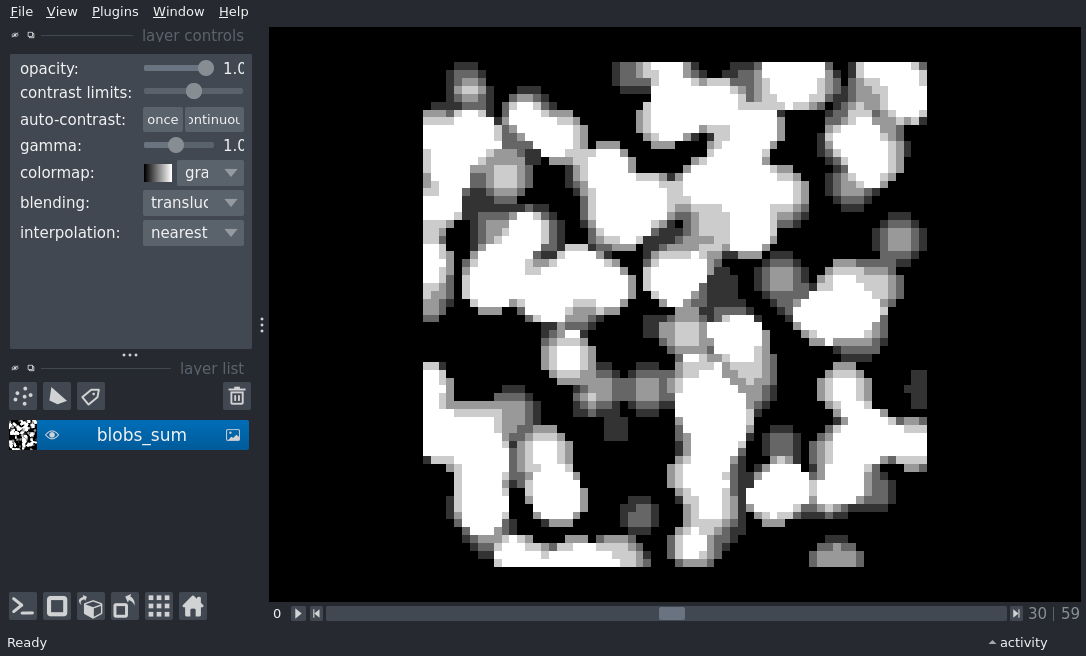 File View Plugins Window Help
layer controls
opacity: 1.0
contrast limits:
auto-contrast: once ontinuou
gamma: 1.0
colormap: gra
blending: transluc
interpolation: nearest
layer list
blobs_sum
0 30 | 59
Ready activity